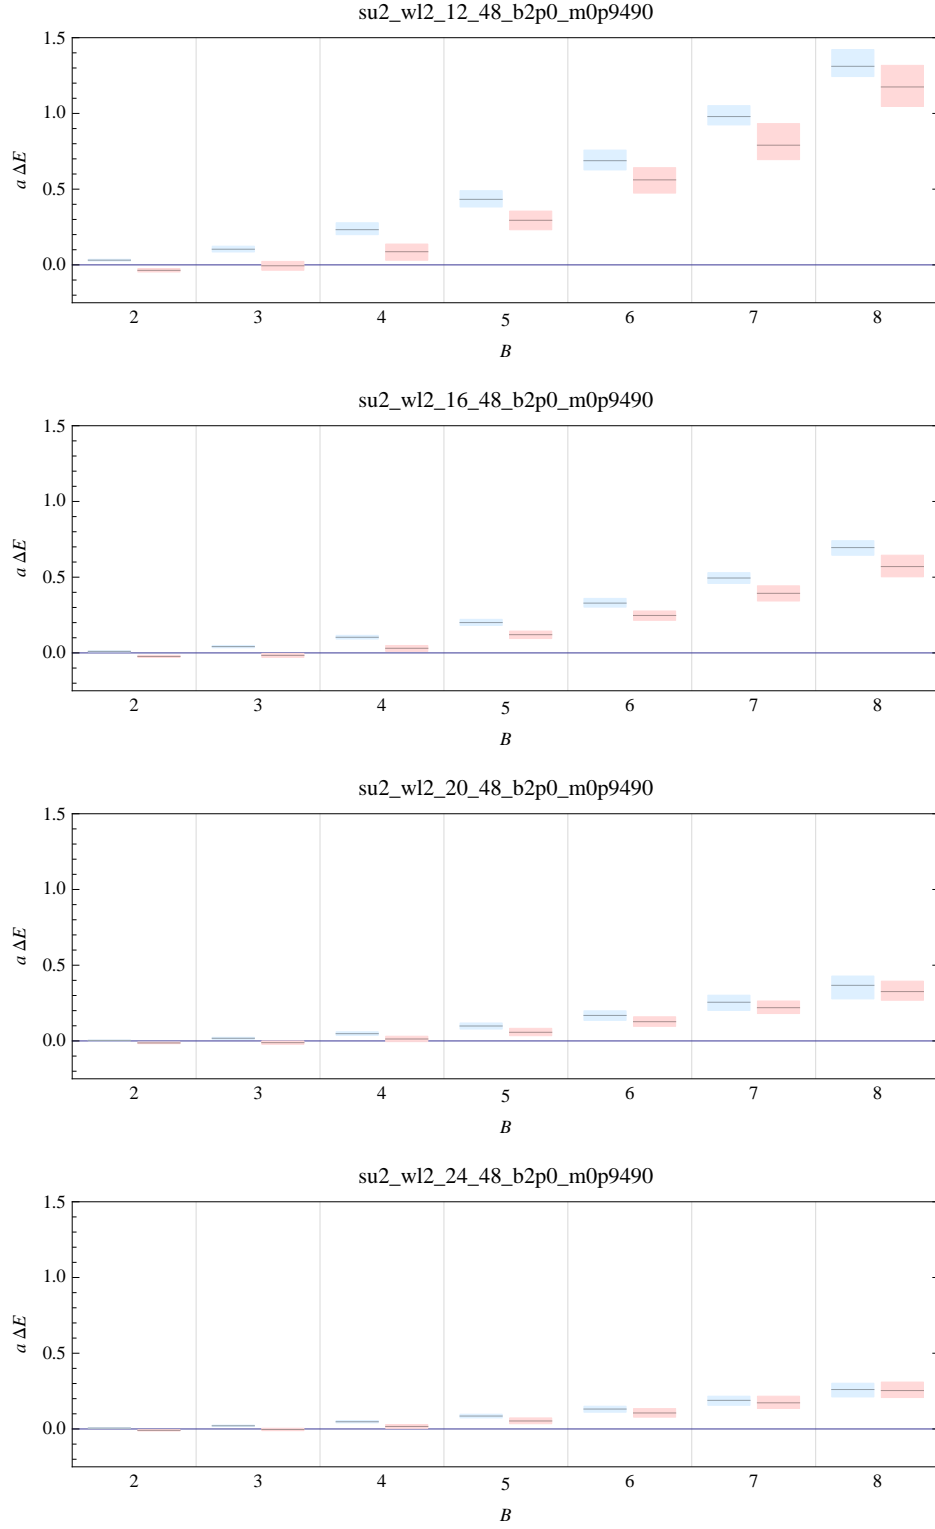 su2_wl2_12_48_b2p0_m0p9490
1.5
1.0
0.5
0.0
a ΔE
2 3 4 5 6 7 8
B
su2_wl2_16_48_b2p0_m0p9490
1.5
1.0
0.5
0.0
a ΔE
2 3 4 5 6 7 8
B
su2_wl2_20_48_b2p0_m0p9490
1.5
1.0
0.5
0.0
a ΔE
2 3 4 5 6 7 8
B
su2_wl2_24_48_b2p0_m0p9490
1.5
1.0
0.5
0.0
a ΔE
2 3 4 5 6 7 8
B